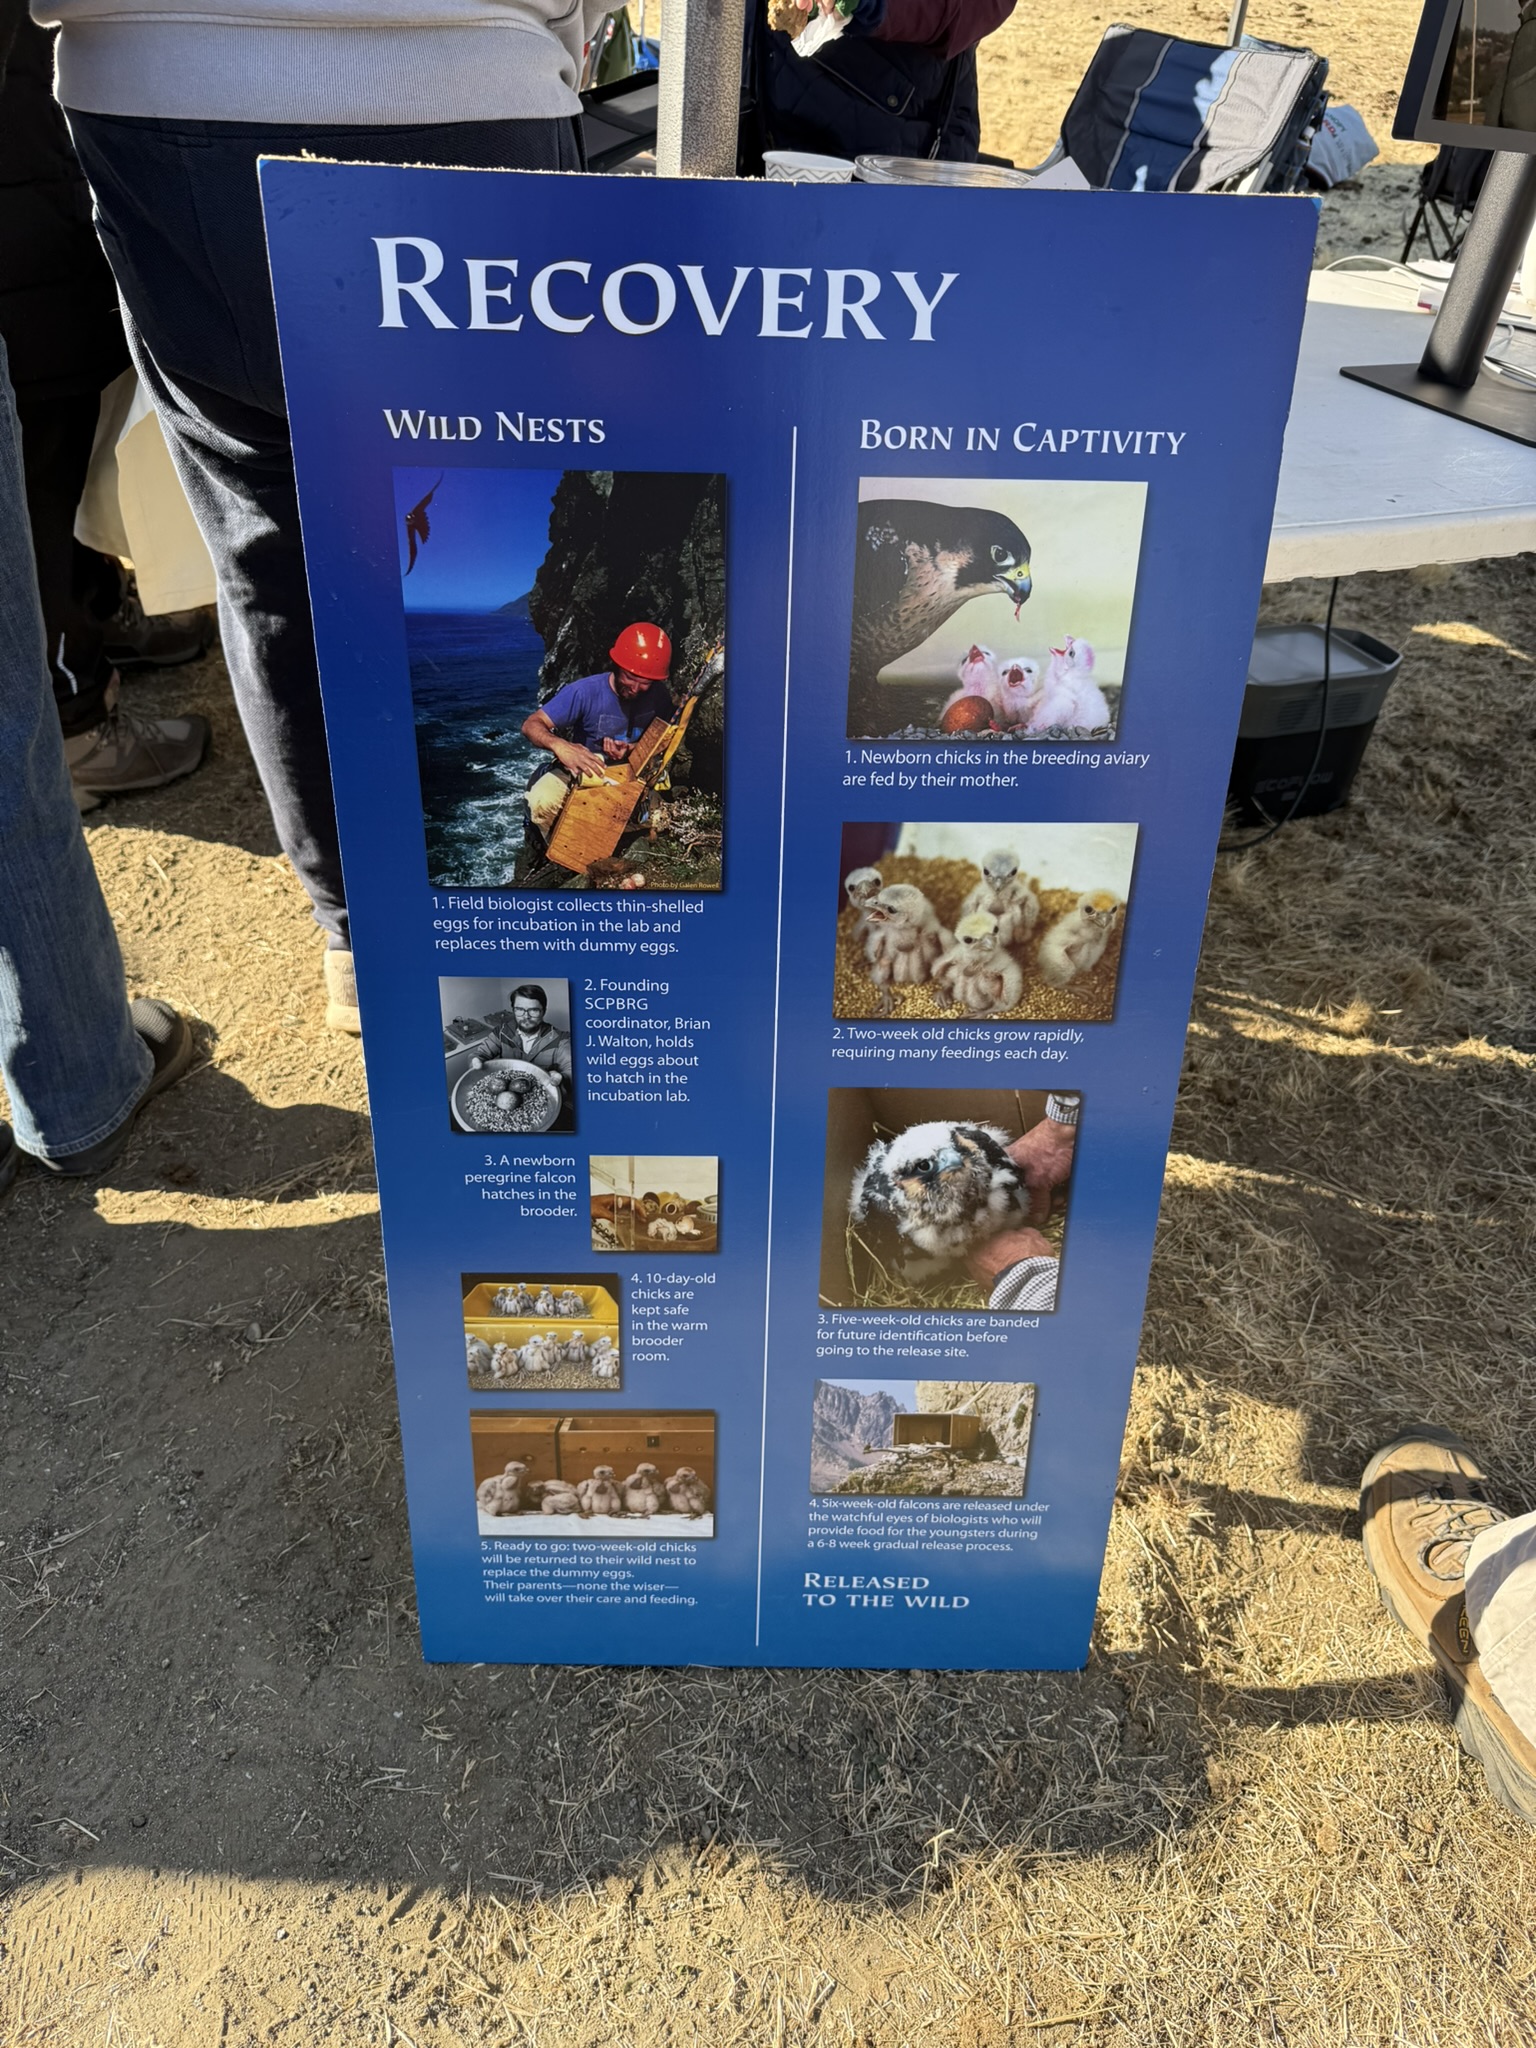 RECOVERY
WILD NESTS
Photo by Galen Rowell
1. Field biologist collects thin-shelled
eggs for incubation in the lab and
replaces them with dummy eggs.
2. Founding
SCPBRG
coordinator, Brian
J. Walton, holds
wild eggs about
to hatch in the
incubation lab.
3. A newborn
peregrine falcon
hatches in the
brooder.
4. 10-day-old
chicks are
kept safe
in the warm
brooder
room.
5. Ready to go: two-week-old chicks
will be returned to their wild nest to
replace the dummy eggs.
Their parents—none the wiser—
will take over their care and feeding.
BORN IN CAPTIVITY
1. Newborn chicks in the breeding aviary
are fed by their mother.
2. Two-week old chicks grow rapidly,
requiring many feedings each day.
3. Five-week-old chicks are banded
for future identification before
going to the release site.
4. Six-week-old falcons are released under
the watchful eyes of biologists who will
provide food for the youngsters during
a 6-8 week gradual release process.
RELEASED
TO THE WILD
ECOFLOW
KEEN